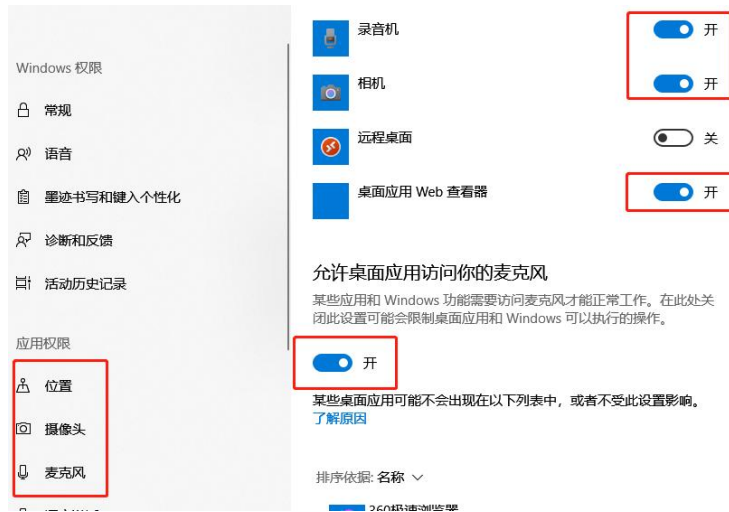 Windows 权限
常规
语音
墨迹书写和键入个性化
诊断和反馈
活动历史记录
应用权限
位置
摄像头
麦克风
录音机
开
相机
开
远程桌面
关
桌面应用 Web 查看器
开
允许桌面应用访问你的麦克风
某些应用和 Windows 功能需要访问麦克风才能正常工作。在此处关
闭此设置可能会限制桌面应用和 Windows 可以执行的操作。
开
某些桌面应用可能不会出现在以下列表中，或者不受此设置影响。
了解原因
排序依据: 名称
360极速浏览器